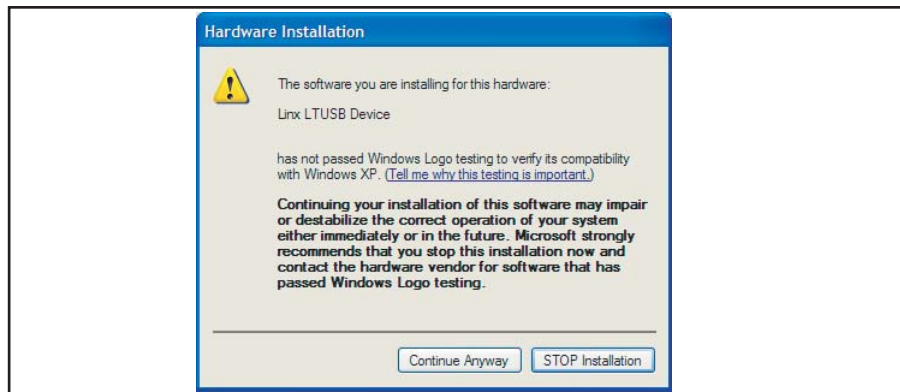 Hardware Installation
The software you are installing for this hardware:
Linx LTUSB Device
has not passed Windows Logo testing to verify its compatibility
with Windows XP. (Tell me why this testing is important.)
Continuing your installation of this software may impair
or destabilize the correct operation of your system
either immediately or in the future. Microsoft strongly
recommends that you stop this installation now and
contact the hardware vendor for software that has
passed Windows Logo testing.
Continue Anyway
STOP Installation